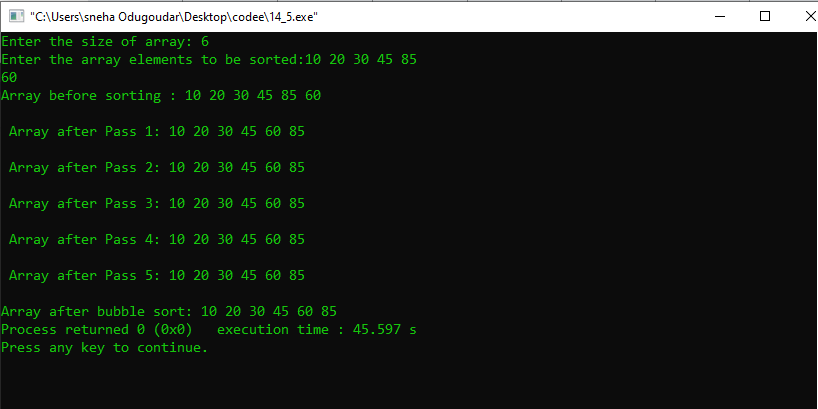 "C:\Users\sneha Odugoudar\Desktop\codee\14_5.exe"
Enter the size of array: 6
Enter the array elements to be sorted:10 20 30 45 85
60
Array before sorting : 10 20 30 45 85 60
Array after Pass 1: 10 20 30 45 60 85
Array after Pass 2: 10 20 30 45 60 85
Array after Pass 3: 10 20 30 45 60 85
Array after Pass 4: 10 20 30 45 60 85
Array after Pass 5: 10 20 30 45 60 85
Array after bubble sort: 10 20 30 45 60 85
Process returned 0 (0x0)   execution time : 45.597 s
Press any key to continue.